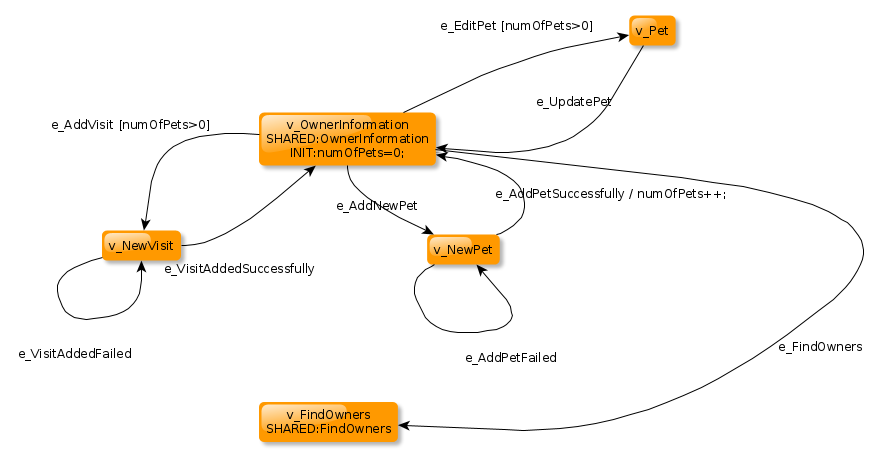 e_EditPet [numOfPets>0]
v_Pet
e_UpdatePet
e_AddVisit [numOfPets>0]
v_OwnerInformation
SHARED:OwnerInformation
INIT:numOfPets=0;
e_AddPetSuccessfully / numOfPets++;
e_AddNewPet
v_NewVisit
v_NewPet
e_VisitAddedSuccessfully
e_FindOwners
e_VisitAddedFailed
e_AddPetFailed
v_FindOwners
SHARED:FindOwners